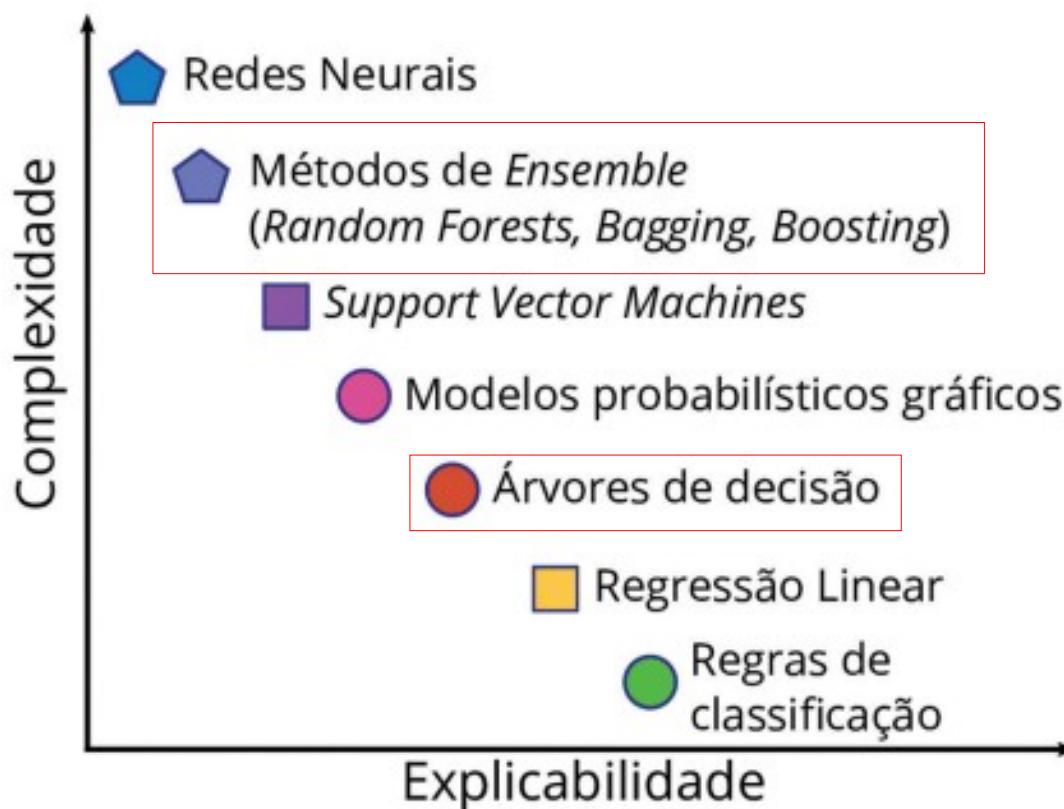 Redes Neurais
Métodos de Ensemble
(Random Forests, Bagging, Boosting)
Support Vector Machines
Modelos probabilísticos gráficos
Árvores de decisão
Regressão Linear
Regras de
classificação
Complexidade
Explicabilidade